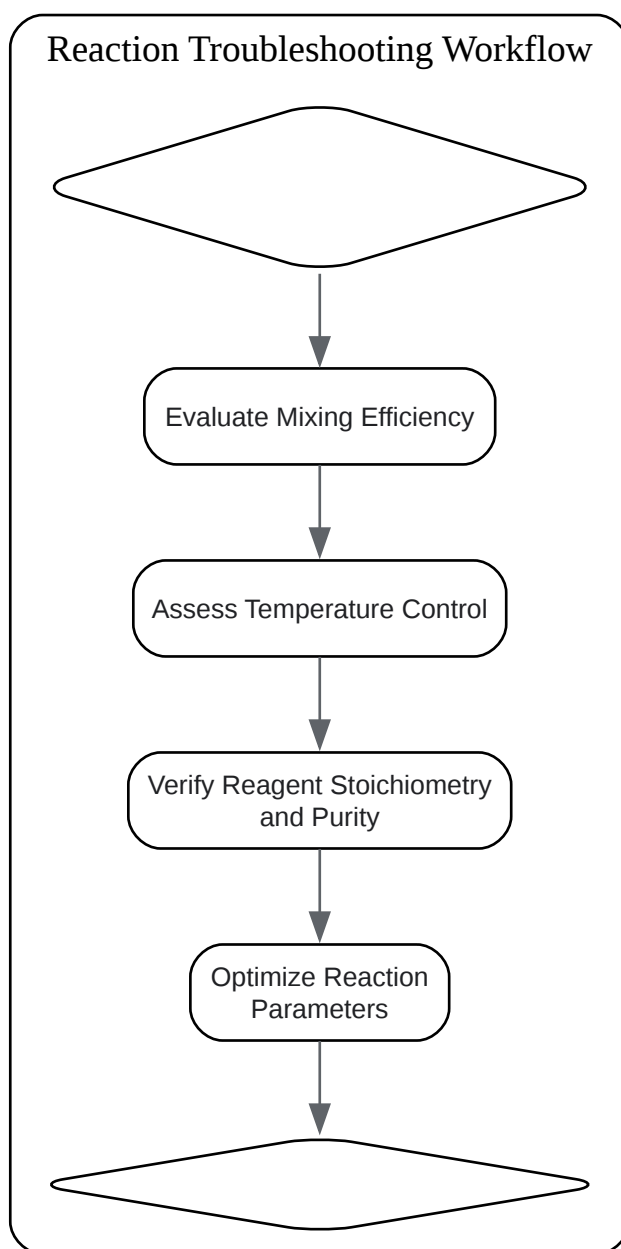 Reaction Troubleshooting Workflow
Evaluate Mixing Efficiency
Assess Temperature Control
Verify Reagent Stoichiometry
and Purity
Optimize Reaction
Parameters